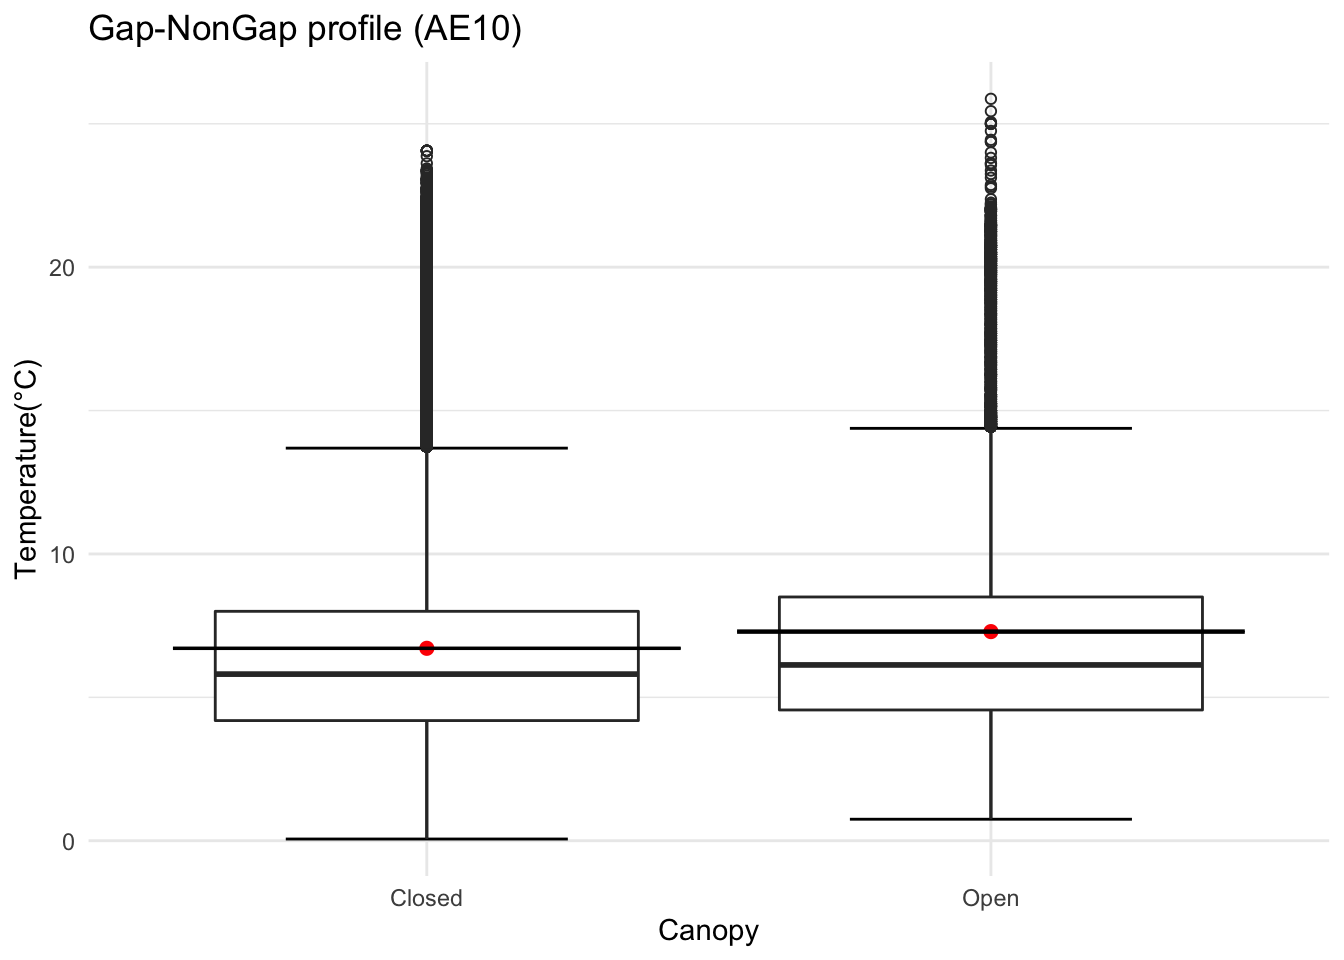 Gap-NonGap profile (AE10)
Temperature(°C)
20
10
0
Closed
Open
Canopy